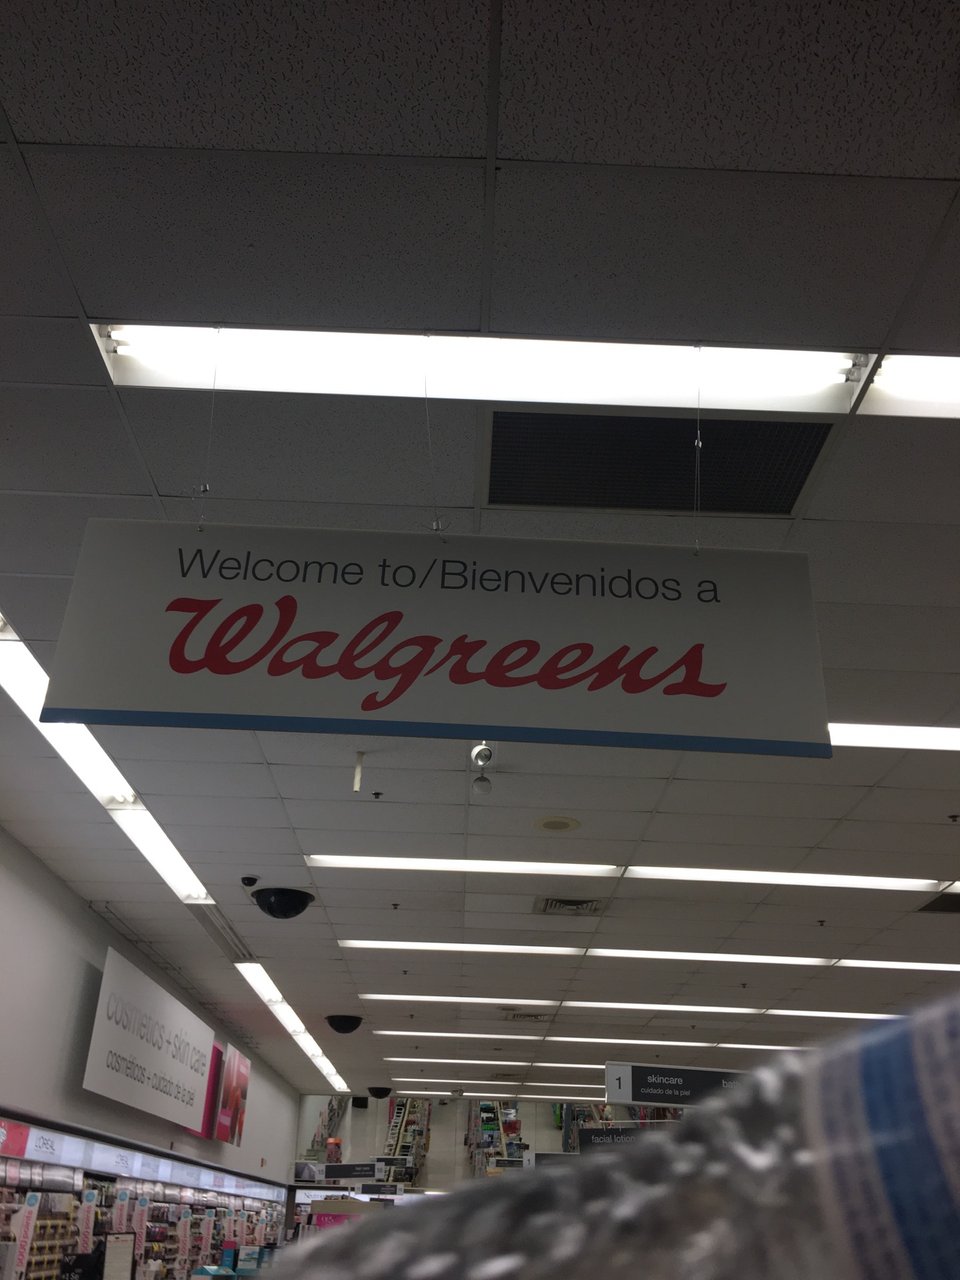 Welcome to/Bienvenidos a
Walgreens
cosmetics + skin care
cosméticos + cuidado de la piel
1
skincare
cuidado de la piel
facial lotion
L'ORÉAL